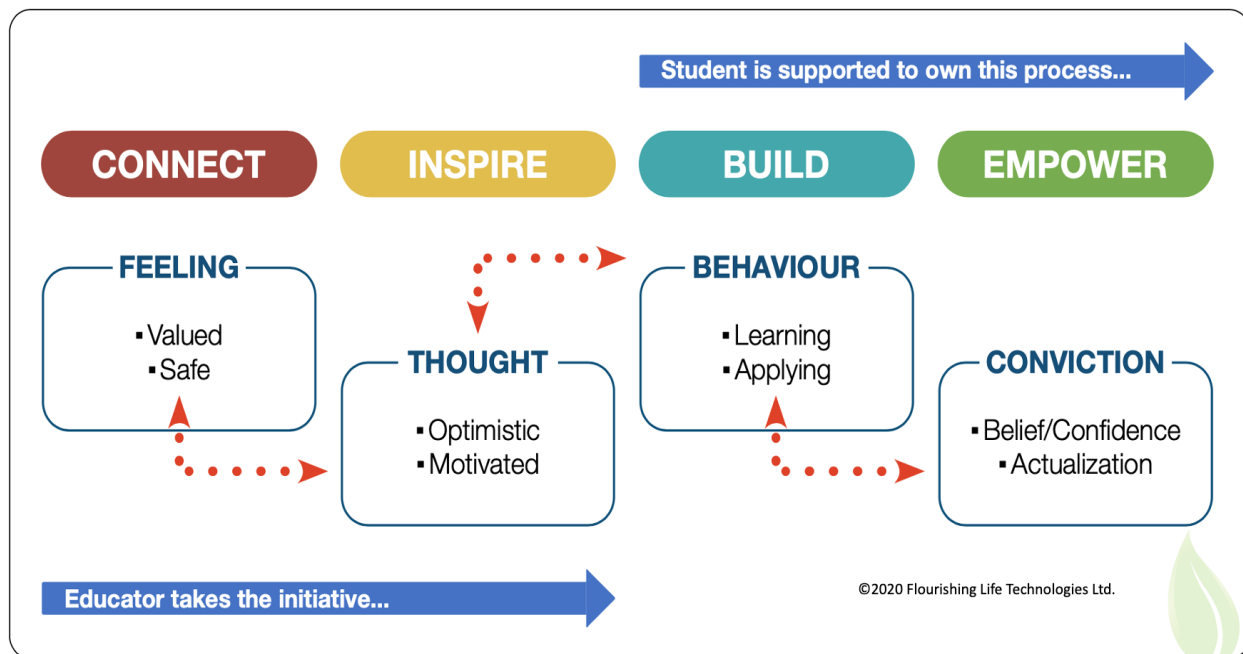 Student is supported to own this process...
CONNECT
INSPIRE
BUILD
EMPOWER
FEELING
▪ Valued
▪ Safe
THOUGHT
▪ Optimistic
▪ Motivated
BEHAVIOUR
▪ Learning
▪ Applying
CONVICTION
▪ Belief/Confidence
▪ Actualization
Educator takes the initiative...
©2020 Flourishing Life Technologies Ltd.